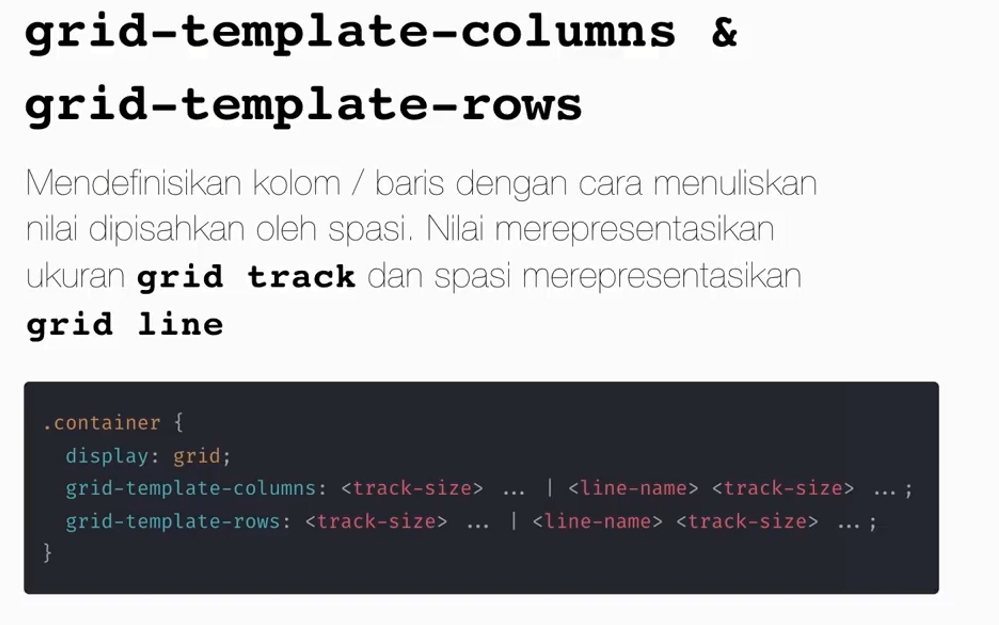 grid-template-columns &
grid-template-rows
Mendefinisikan kolom / baris dengan cara menuliskan
nilai dipisahkan oleh spasi. Nilai merepresentasikan
ukuran grid track dan spasi merepresentasikan
grid line
.container {
  display: grid;
  grid-template-columns: <track-size> ... | <line-name> <track-size> ...;
  grid-template-rows: <track-size> ... | <line-name> <track-size> ...;
}